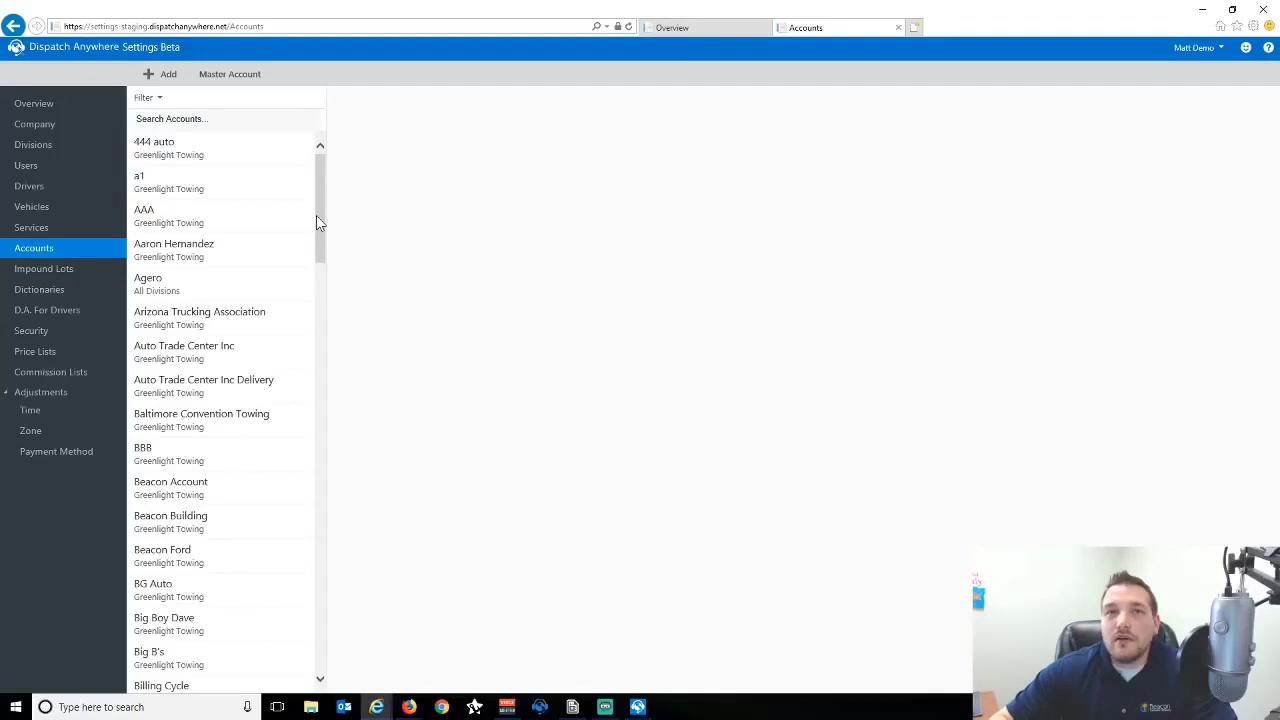 https://settings-staging.dispatchanywhere.net/Accounts
Overview
Accounts
Dispatch Anywhere Settings Beta
Matt Demo
Add
Master Account
Overview
Company
Divisions
Users
Drivers
Vehicles
Services
Accounts
Impound Lots
Dictionaries
D.A. For Drivers
Security
Price Lists
Commission Lists
Adjustments
Time
Zone
Payment Method
Filter
Search Accounts...
444 auto
Greenlight Towing
a1
Greenlight Towing
AAA
Greenlight Towing
Aaron Hernandez
Greenlight Towing
Agero
All Divisions
Arizona Trucking Association
Greenlight Towing
Auto Trade Center Inc
Greenlight Towing
Auto Trade Center Inc Delivery
Greenlight Towing
Baltimore Convention Towing
Greenlight Towing
BBB
Greenlight Towing
Beacon Account
Greenlight Towing
Beacon Building
Greenlight Towing
Beacon Ford
Greenlight Towing
BG Auto
Greenlight Towing
Big Boy Dave
Greenlight Towing
Big B's
Greenlight Towing
Billing Cycle
Beacon
Type here to search